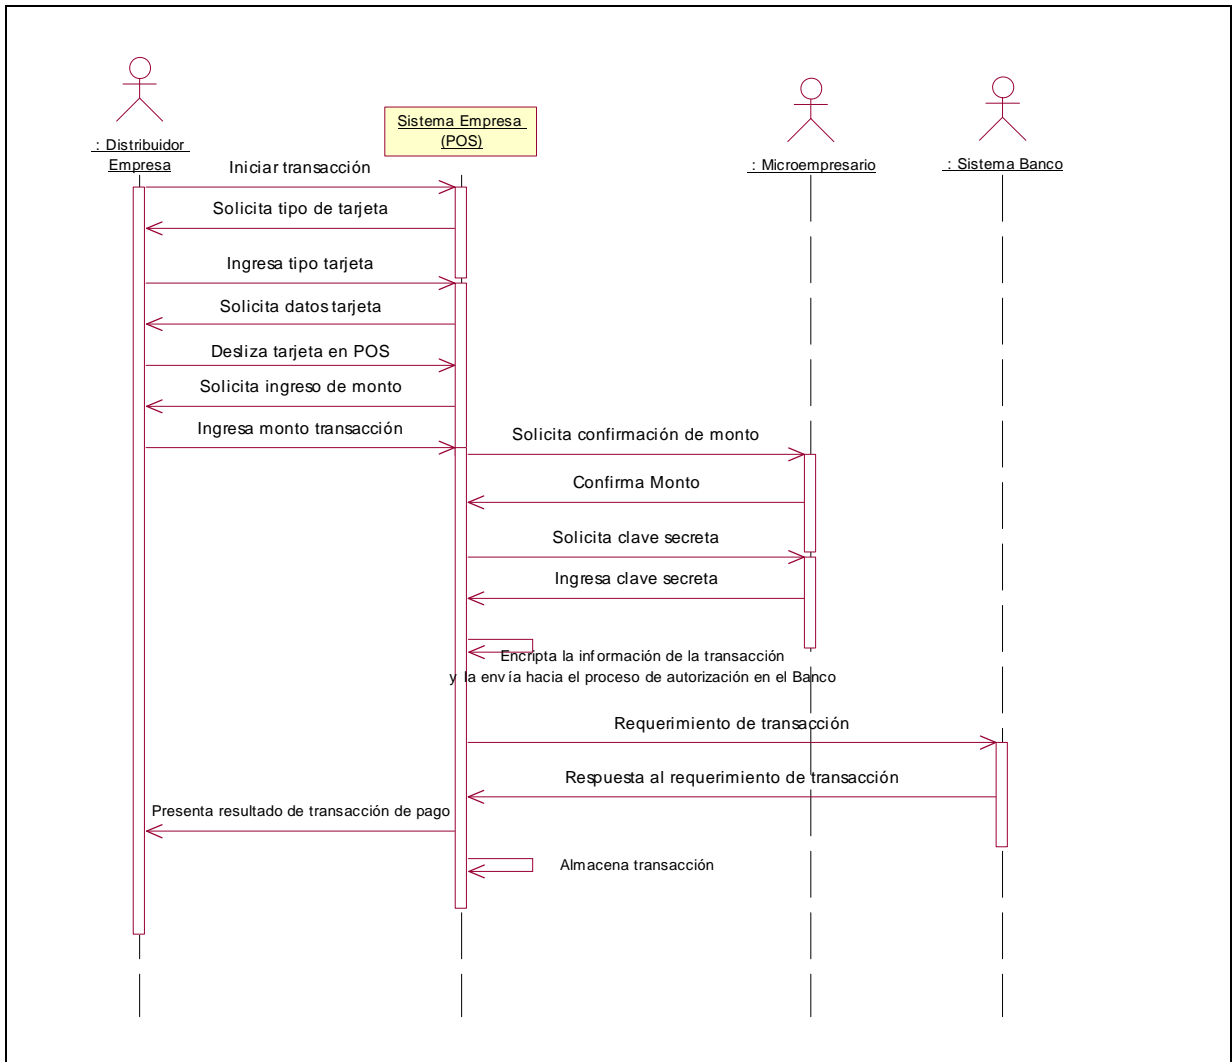 : Distribuidor
Empresa
Sistema Empresa
(POS)
: Microempresario
: Sistema Banco
Iniciar transacción
Solicita tipo de tarjeta
Ingresa tipo tarjeta
Solicita datos tarjeta
Desliza tarjeta en POS
Solicita ingreso de monto
Ingresa monto transacción
Solicita confirmación de monto
Confirma Monto
Solicita clave secreta
Ingresa clave secreta
Encripta la información de la transacción
y la envía hacia el proceso de autorización en el Banco
Requerimiento de transacción
Respuesta al requerimiento de transacción
Presenta resultado de transacción de pago
Almacena transacción